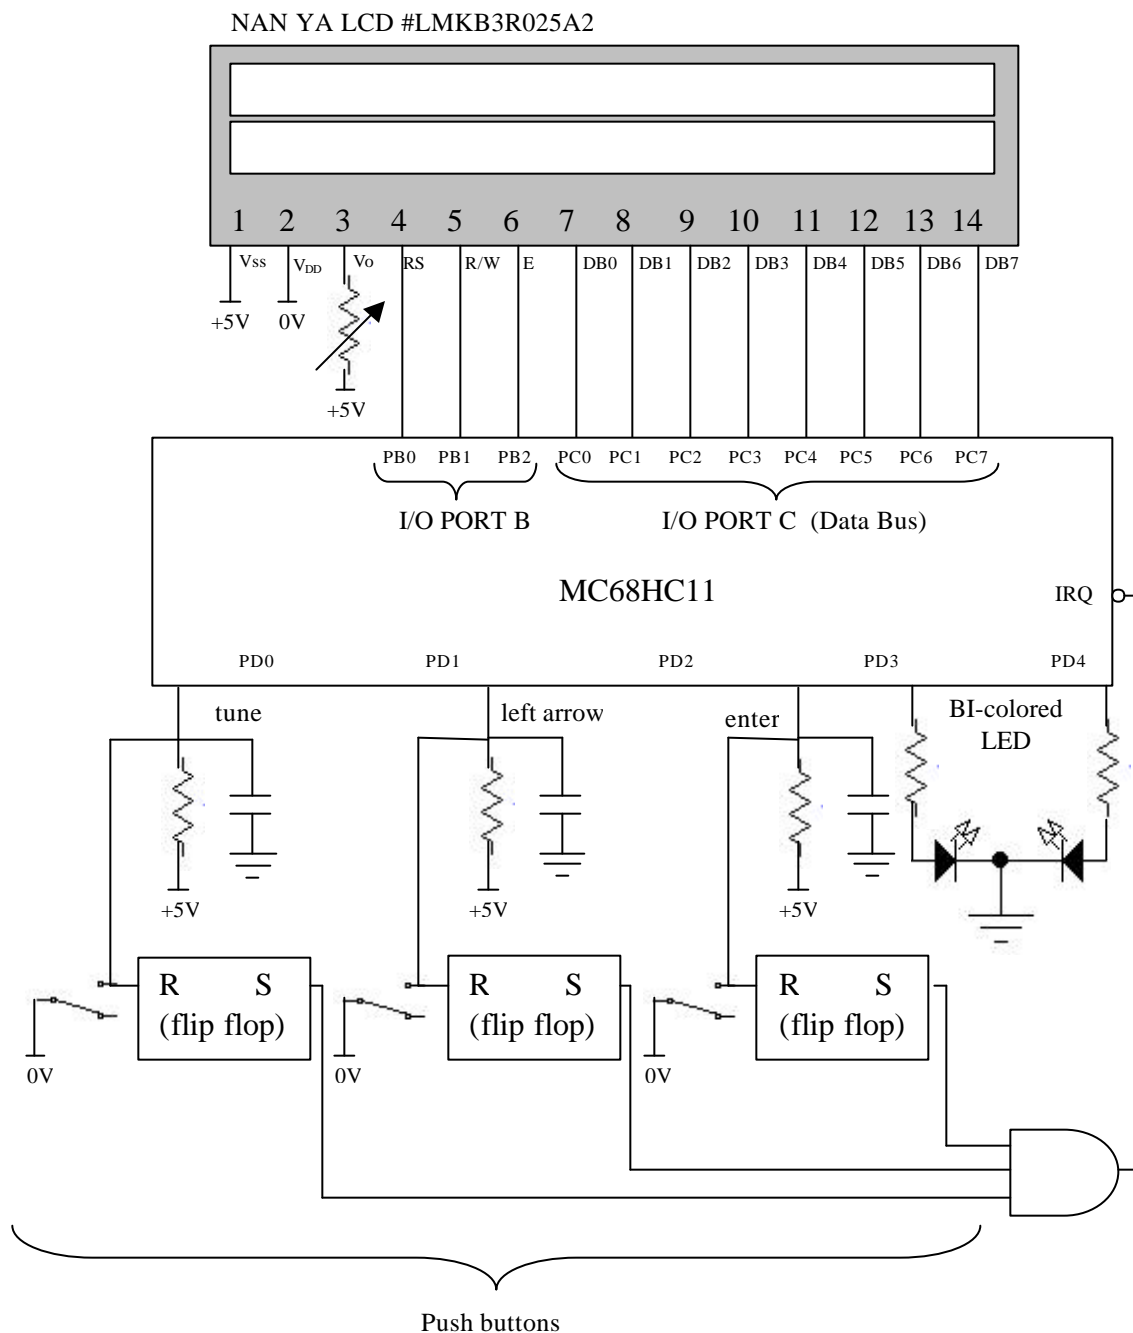 NAN YA LCD #LMKB3R025A2
1 2 3 4 5 6 7 8 9 10 11 12 13 14
Vss VDD Vo RS R/W E DB0 DB1 DB2 DB3 DB4 DB5 DB6 DB7
+5V 0V
+5V
PB0 PB1 PB2 PC0 PC1 PC2 PC3 PC4 PC5 PC6 PC7
I/O PORT B I/O PORT C (Data Bus)
MC68HC11
IRQ
PD0 PD1 PD2 PD3 PD4
tune left arrow enter BI-colored
LED
+5V +5V +5V
R S R S R S
(flip flop) (flip flop) (flip flop)
0V 0V 0V
Push buttons